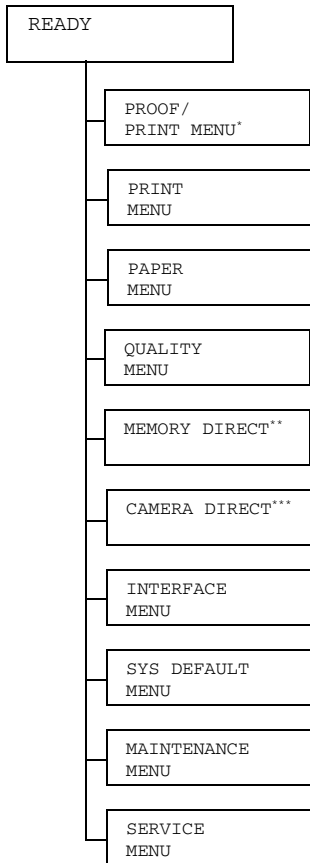 READY
PROOF/
PRINT MENU*
PRINT
MENU
PAPER
MENU
QUALITY
MENU
MEMORY DIRECT**
CAMERA DIRECT***
INTERFACE
MENU
SYS DEFAULT
MENU
MAINTENANCE
MENU
SERVICE
MENU